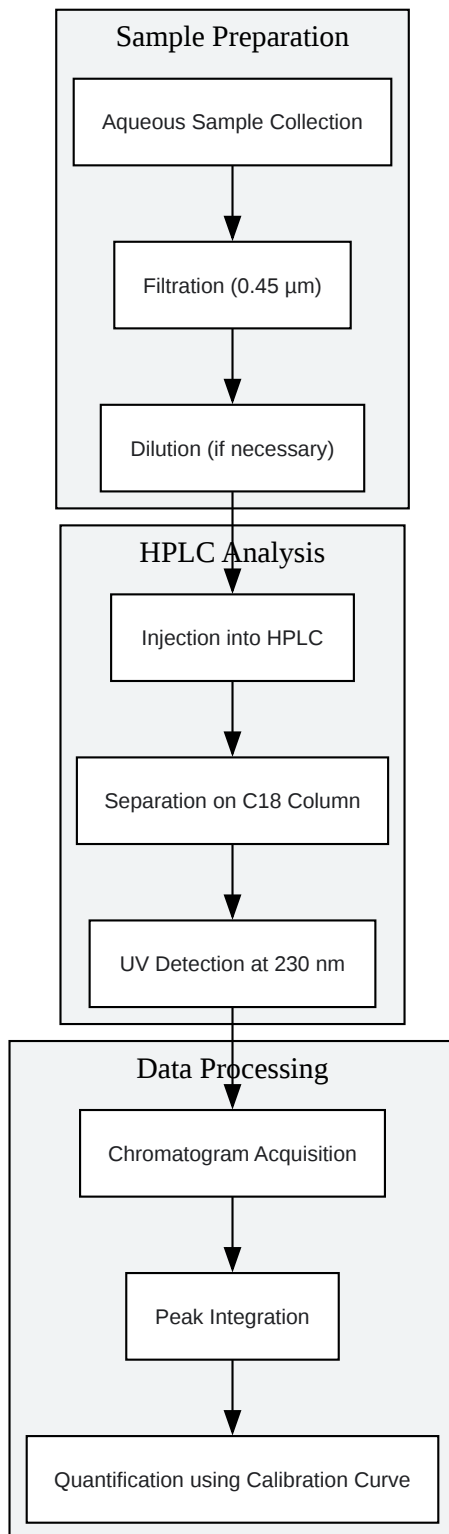 Sample Preparation
Aqueous Sample Collection
Filtration (0.45 µm)
Dilution (if necessary)
HPLC Analysis
Injection into HPLC
Separation on C18 Column
UV Detection at 230 nm
Data Processing
Chromatogram Acquisition
Peak Integration
Quantification using Calibration Curve